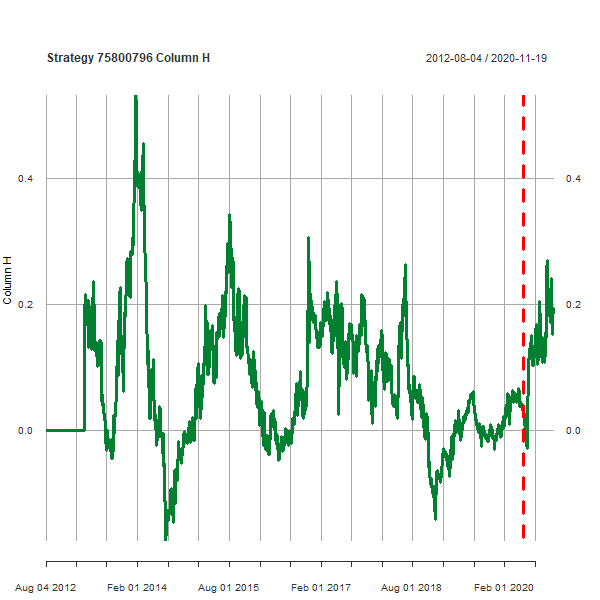 Strategy 75800796 Column H
2012-08-04 / 2020-11-19
0.4 0.4
0.2 0.2
0.0 0.0
Column H
Aug 04 2012 Feb 01 2014 Aug 01 2015 Feb 01 2017 Aug 01 2018 Feb 01 2020